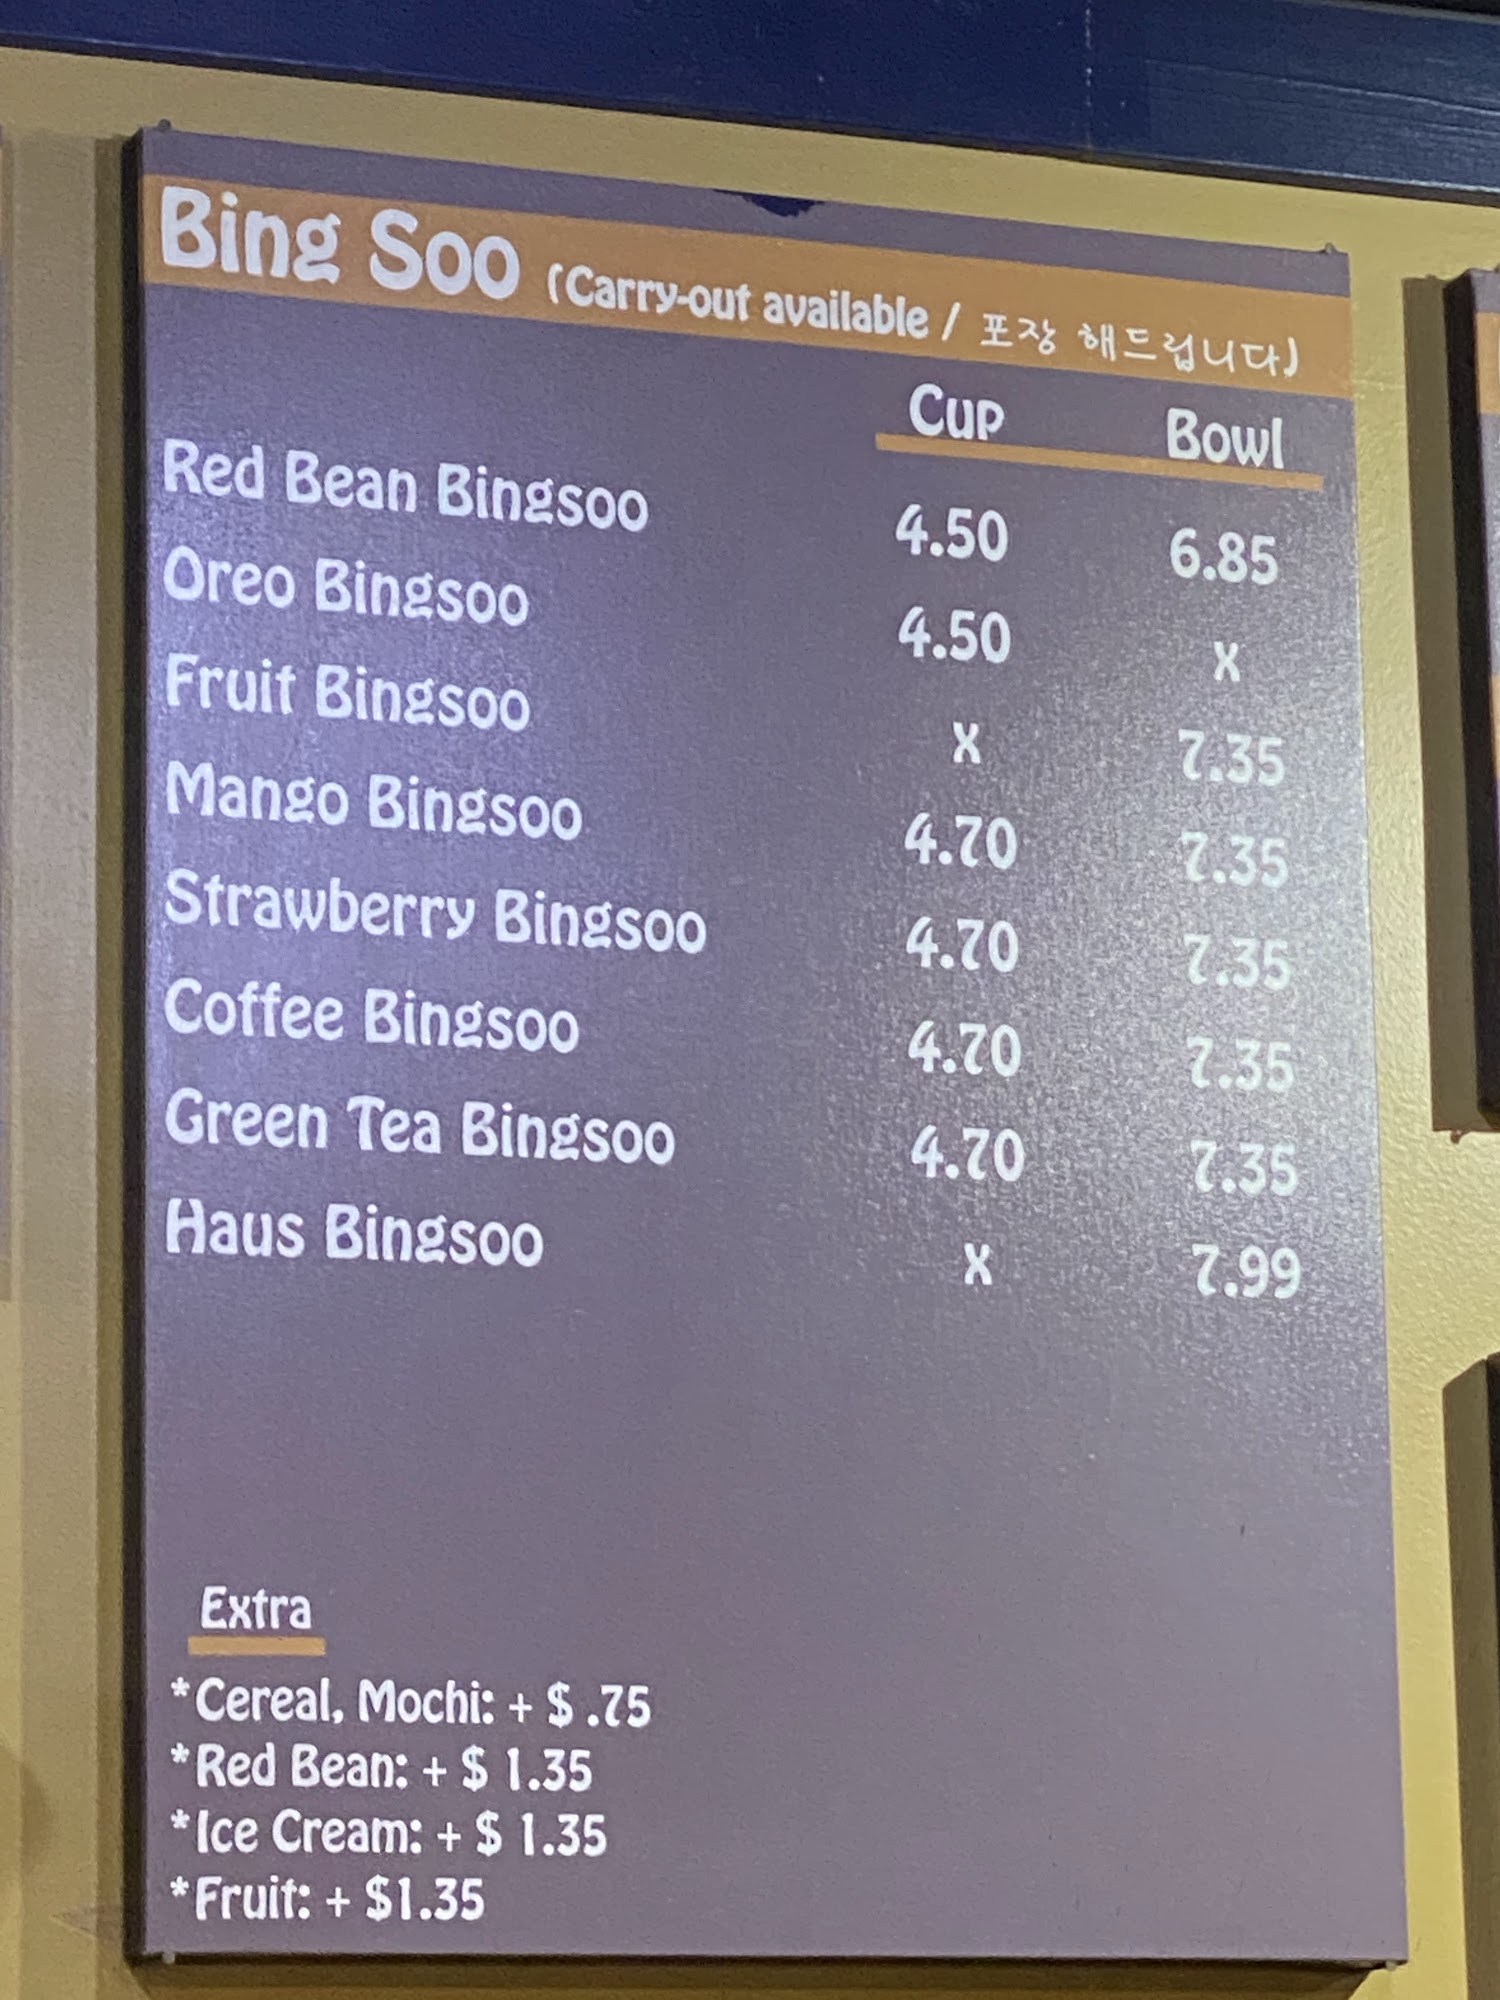 Bing Soo (Carry-out available / 포장 해드립니다)
Cup Bowl
Red Bean Bingsoo 4.50 6.85
Oreo Bingsoo 4.50 X
Fruit Bingsoo X 7.35
Mango Bingsoo 4.70 7.35
Strawberry Bingsoo 4.70 7.35
Coffee Bingsoo 4.70 7.35
Green Tea Bingsoo 4.70 7.35
Haus Bingsoo X 7.99
Extra
*Cereal, Mochi: + $ .75
*Red Bean: + $ 1.35
*Ice Cream: + $ 1.35
*Fruit: + $1.35